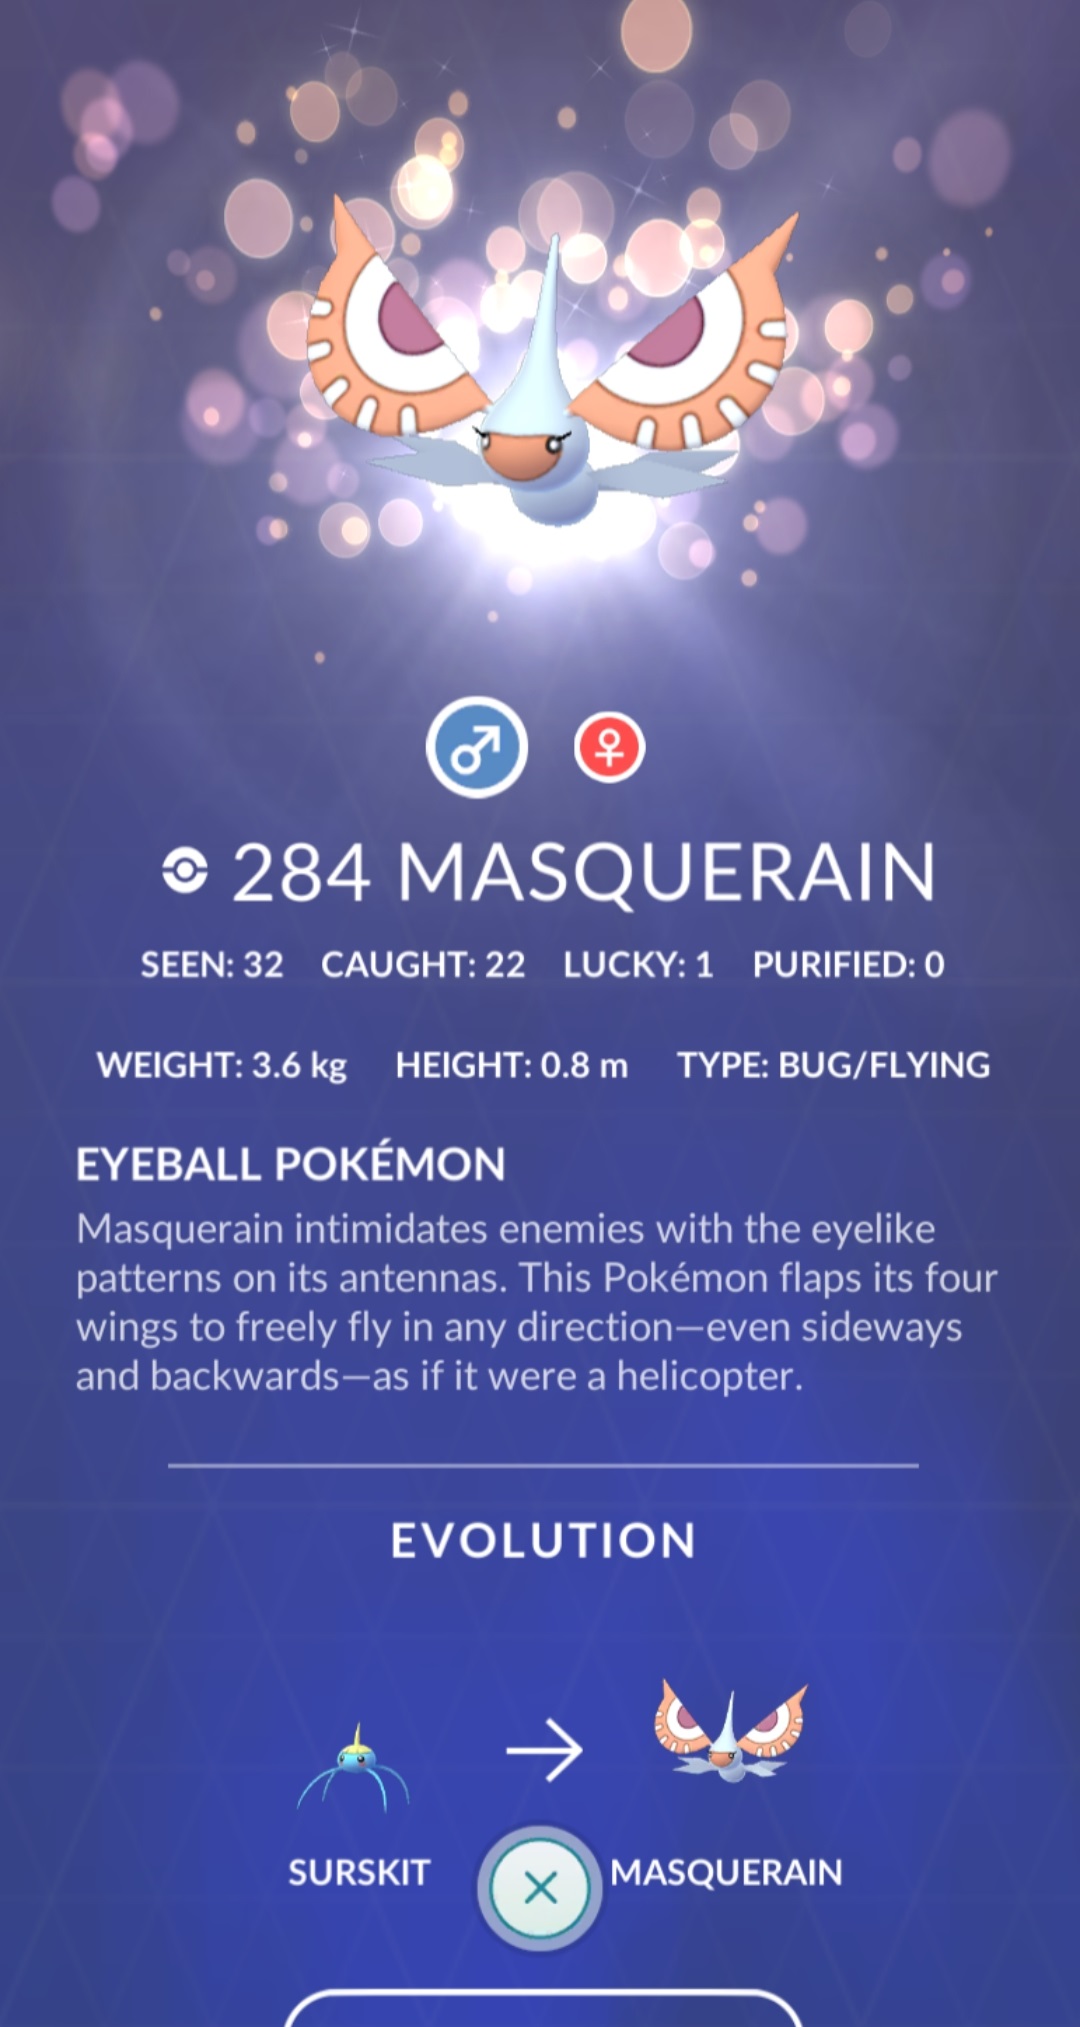 284 MASQUERAIN
SEEN: 32 CAUGHT: 22 LUCKY: 1 PURIFIED: 0
WEIGHT: 3.6 kg HEIGHT: 0.8 m TYPE: BUG/FLYING
EYEBALL POKÉMON
Masquerain intimidates enemies with the eyelike
patterns on its antennas. This Pokémon flaps its four
wings to freely fly in any direction—even sideways
and backwards—as if it were a helicopter.
EVOLUTION
SURSKIT MASQUERAIN